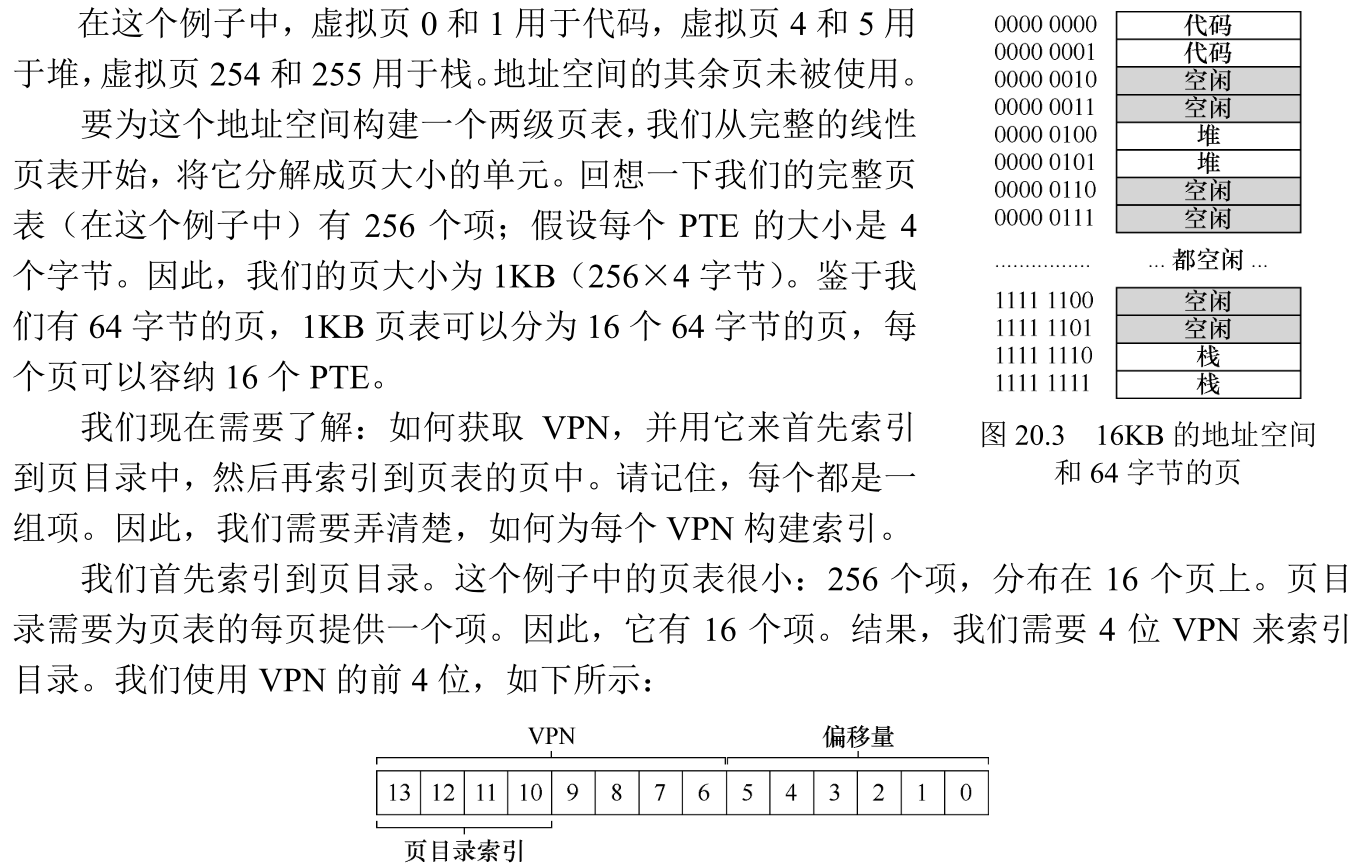 在这个例子中，虚拟页 0 和 1 用于代码，虚拟页 4 和 5 用
于堆，虚拟页 254 和 255 用于栈。地址空间的其余页未被使用。
要为这个地址空间构建一个两级页表，我们从完整的线性
页表开始，将它分解成页大小的单元。回想一下我们的完整页
表（在这个例子中）有 256 个项；假设每个 PTE 的大小是 4
个字节。因此，我们的页大小为 1KB（256×4 字节）。鉴于我
们有 64 字节的页，1KB 页表可以分为 16 个 64 字节的页，每
个页可以容纳 16 个 PTE。
我们现在需要了解：如何获取 VPN，并用它来首先索引
到页目录中，然后再索引到页表的页中。请记住，每个都是一
组项。因此，我们需要弄清楚，如何为每个 VPN 构建索引。
0000 0000 代码
0000 0001 代码
0000 0010 空闲
0000 0011 空闲
0000 0100 堆
0000 0101 堆
0000 0110 空闲
0000 0111 空闲
................ ... 都空闲 ...
1111 1100 空闲
1111 1101 空闲
1111 1110 栈
1111 1111 栈
图 20.3 16KB 的地址空间
和 64 字节的页
我们首先索引到页目录。这个例子中的页表很小：256 个项，分布在 16 个页上。页目
录需要为页表的每页提供一个项。因此，它有 16 个项。结果，我们需要 4 位 VPN 来索引
目录。我们使用 VPN 的前 4 位，如下所示：
VPN 偏移量
13 12 11 10 9 8 7 6 5 4 3 2 1 0
页目录索引